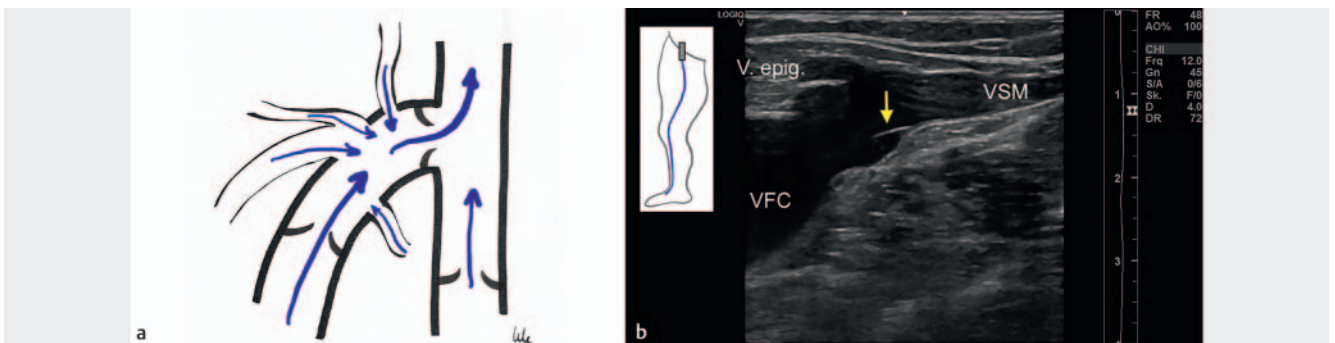 a
b
LOGIQ
V
V. epig.
VSM
VFC
1
2
3
FR 48
AO% 100
CHI
Frq 12.0
Gn 45
S/A 0/6
Sk. F/0
D 4.0
DR 72